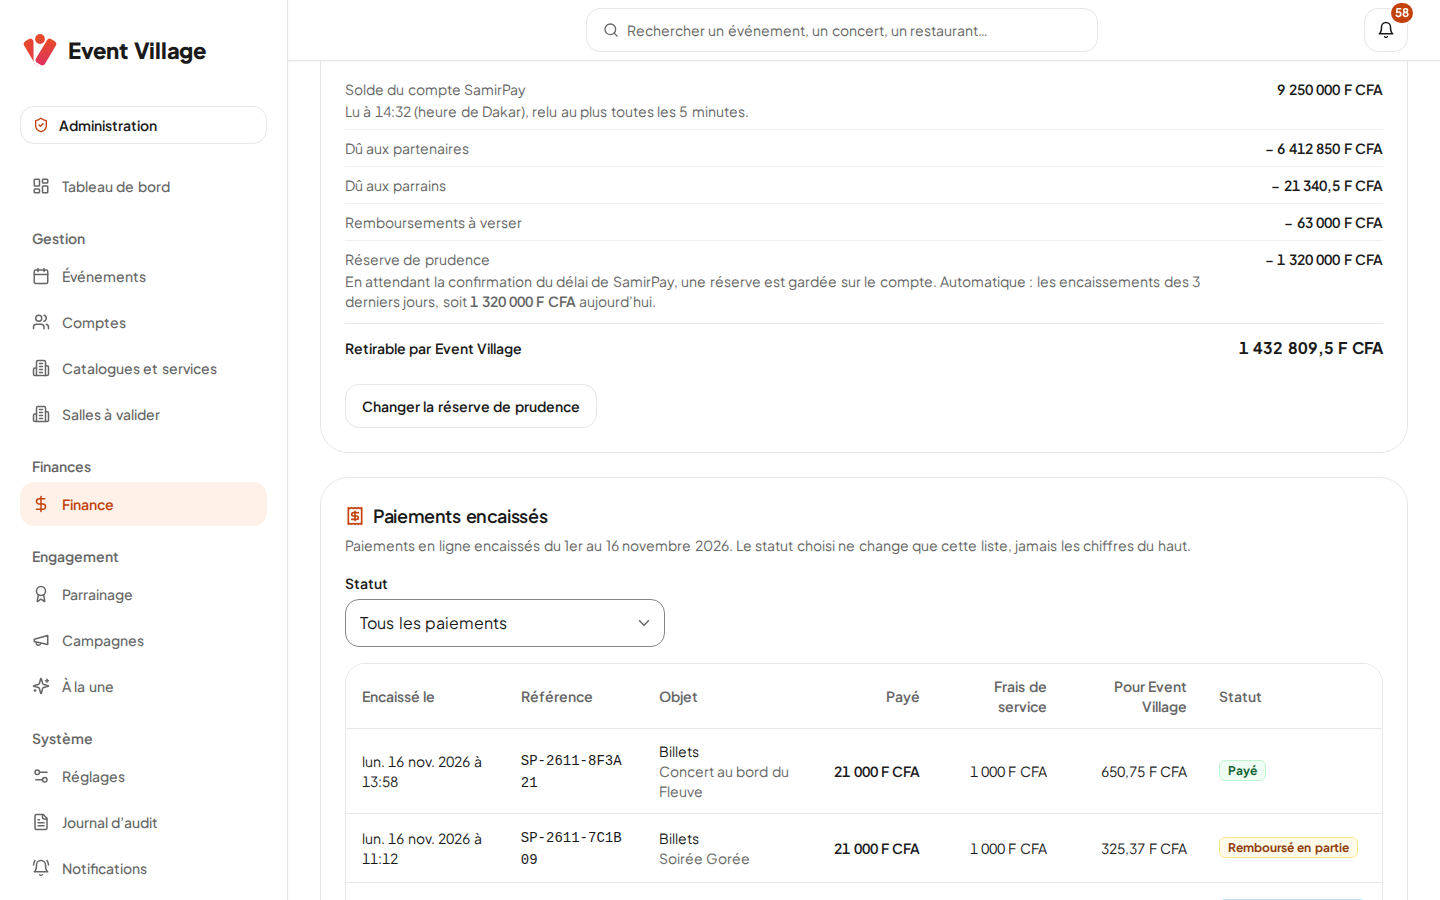 Event Village
Rechercher un événement, un concert, un restaurant...
58
Administration
Tableau de bord
Gestion
Événements
Comptes
Catalogues et services
Salles à valider
Finances
Finance
Engagement
Parrainage
Campagnes
À la une
Système
Réglages
Journal d'audit
Notifications
Solde du compte SamirPay
9 250 000 F CFA
Lu à 14:32 (heure de Dakar), relu au plus toutes les 5 minutes.
Dû aux partenaires
– 6 412 850 F CFA
Dû aux parrains
– 21 340,5 F CFA
Remboursements à verser
– 63 000 F CFA
Réserve de prudence
– 1 320 000 F CFA
En attendant la confirmation du délai de SamirPay, une réserve est gardée sur le compte. Automatique : les encaissements des 3
derniers jours, soit 1 320 000 F CFA aujourd'hui.
Retirable par Event Village
1 432 809,5 F CFA
Changer la réserve de prudence
Paiements encaissés
Paiements en ligne encaissés du 1er au 16 novembre 2026. Le statut choisi ne change que cette liste, jamais les chiffres du haut.
Statut
Tous les paiements
Encaissé le
Référence
Objet
Payé
Frais de
service
Pour Event
Village
Statut
lun. 16 nov. 2026 à
13:58
SP-2611-8F3A
21
Billets
Concert au bord du
Fleuve
21 000 F CFA
1 000 F CFA
650,75 F CFA
Payé
lun. 16 nov. 2026 à
11:12
SP-2611-7C1B
09
Billets
Soirée Gorée
21 000 F CFA
1 000 F CFA
325,37 F CFA
Remboursé en partie